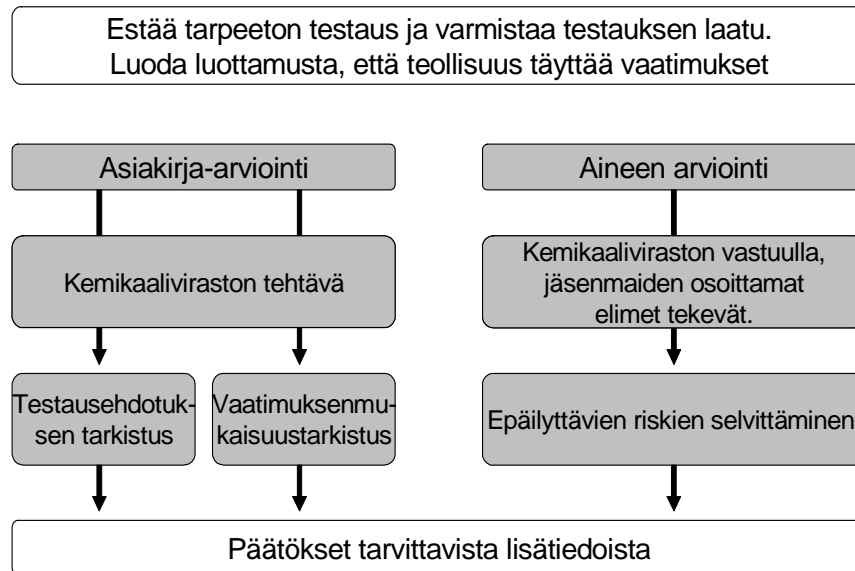 Estää tarpeeton testaus ja varmistaa testauksen laatu.
Luoda luottamusta, että teollisuus täyttää vaatimukset
Asiakirja-arviointi
Aineen arviointi
Kemikaaliviraston tehtävä
Kemikaaliviraston vastuulla,
jäsenmaiden osoittamat
elimet tekevät.
Testausehdotuk-
sen tarkistus
Vaatimuksenmu-
kaisuustarkistus
Epäilyttävien riskien selvittäminen
Päätökset tarvittavista lisätiedoista